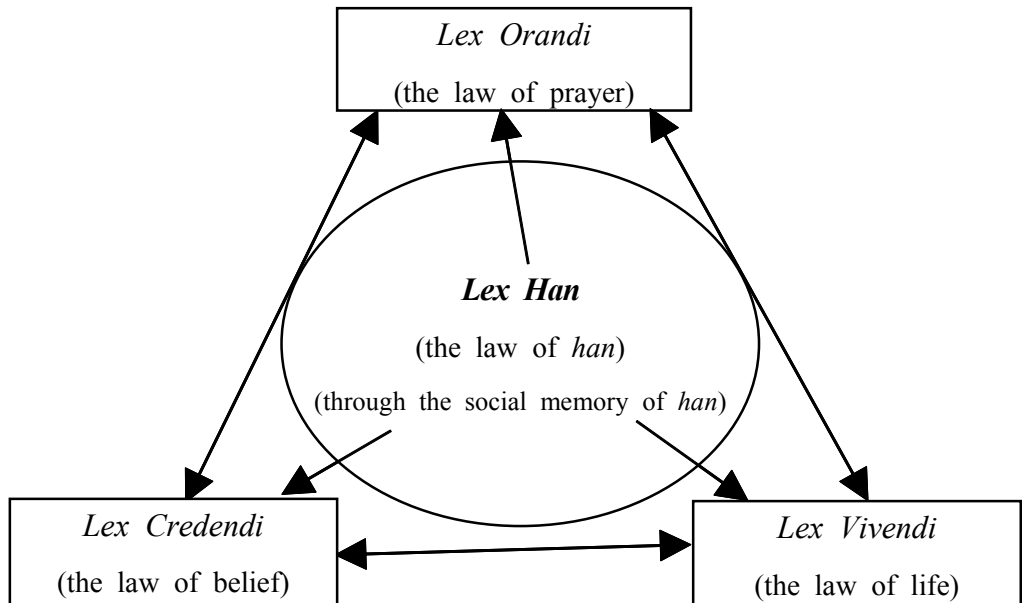 Lex Orandi
(the law of prayer)
Lex Han
(the law of han)
(through the social memory of han)
Lex Credendi
(the law of belief)
Lex Vivendi
(the law of life)